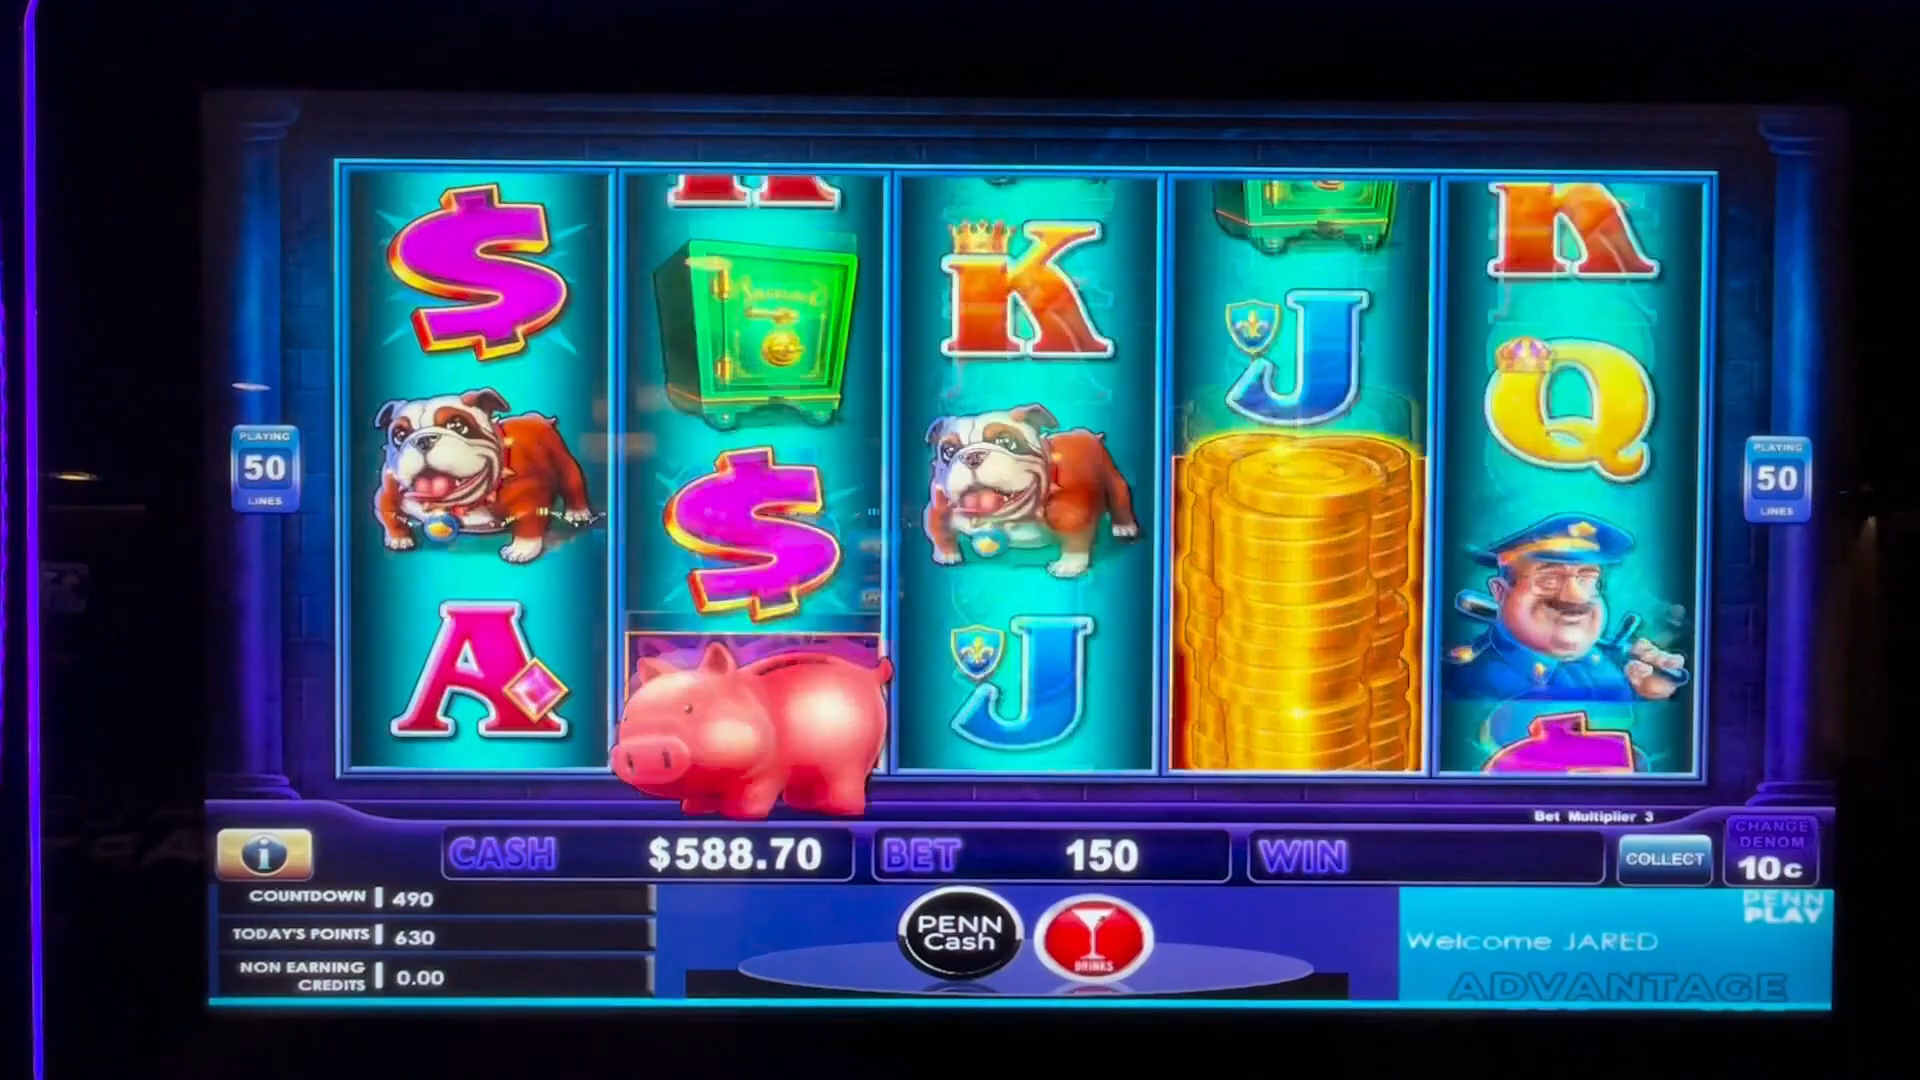 K
J
K
Q
A
J
PLAYING
50
LINES
PLAYING
50
LINES
Bet Multiplier 3
CASH $588.70
BET 150
WIN
COLLECT
CHANGE
DENOM
10¢
COUNTDOWN 490
TODAY'S POINTS 630
NON EARNING
CREDITS 0.00
PENN
Cash
DRINKS
PENN
PLAY
Welcome JARED
ADVANTAGE